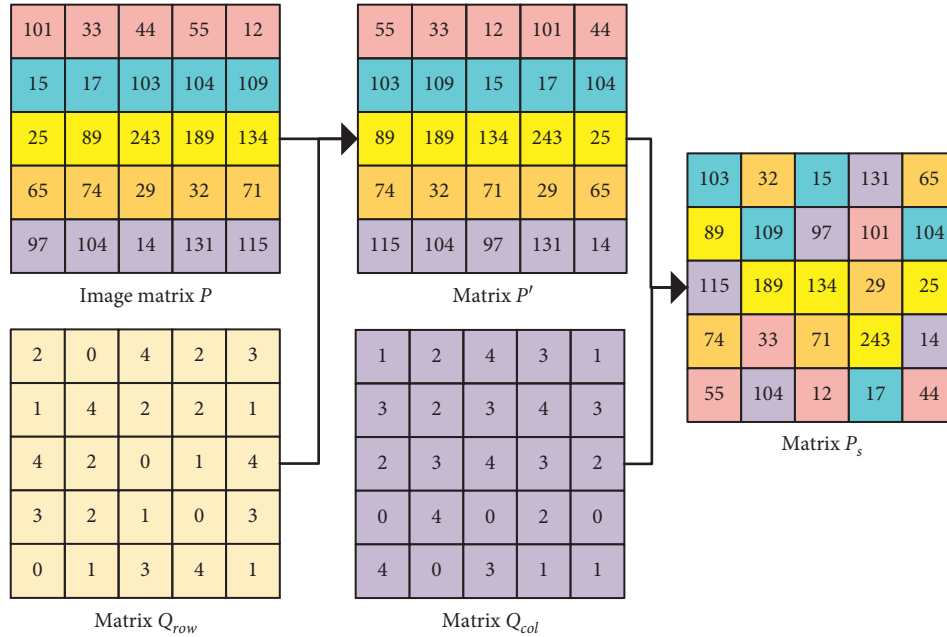 101 33 44 55 12
15 17 103 104 109
25 89 243 189 134
65 74 29 32 71
97 104 14 131 115
Image matrix P
55 33 12 101 44
103 109 15 17 104
89 189 134 243 25
74 32 71 29 65
115 104 97 131 14
Matrix P′
2 0 4 2 3
1 4 2 2 1
4 2 0 1 4
3 2 1 0 3
0 1 3 4 1
Matrix Q_row
1 2 4 3 1
3 2 3 4 3
2 3 4 3 2
0 4 0 2 0
4 0 3 1 1
Matrix Q_col
103 32 15 131 65
89 109 97 101 104
115 189 134 29 25
74 33 71 243 14
55 104 12 17 44
Matrix P_s